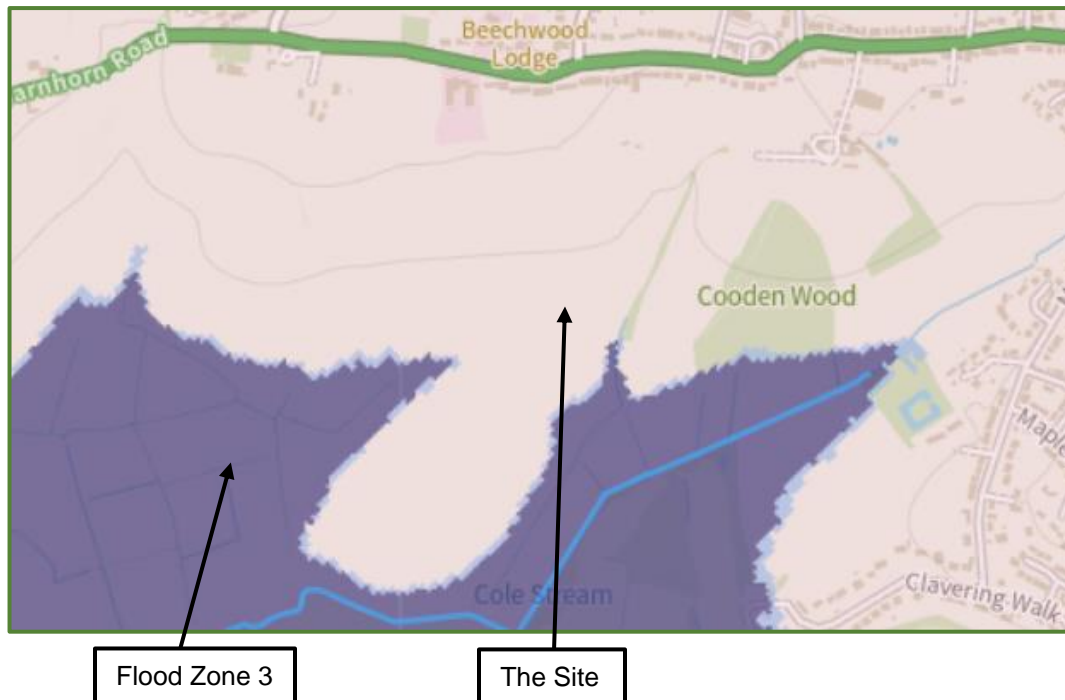 Beechwood
Lodge
arnhorn Road
Cooden Wood
Maple
Cole Stream
Clavering Walk
Flood Zone 3
The Site